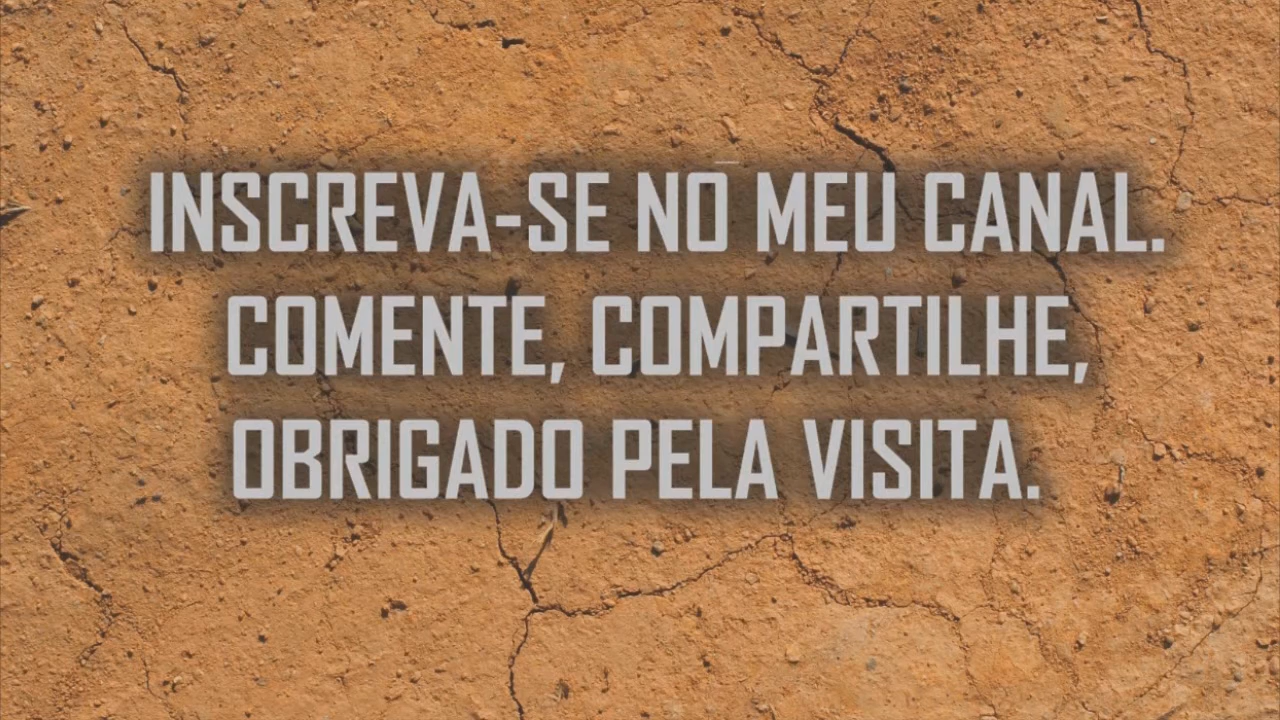 INSCREVA-SE NO MEU CANAL.
COMENTE, COMPARTILHE,
OBRIGADO PELA VISITA.